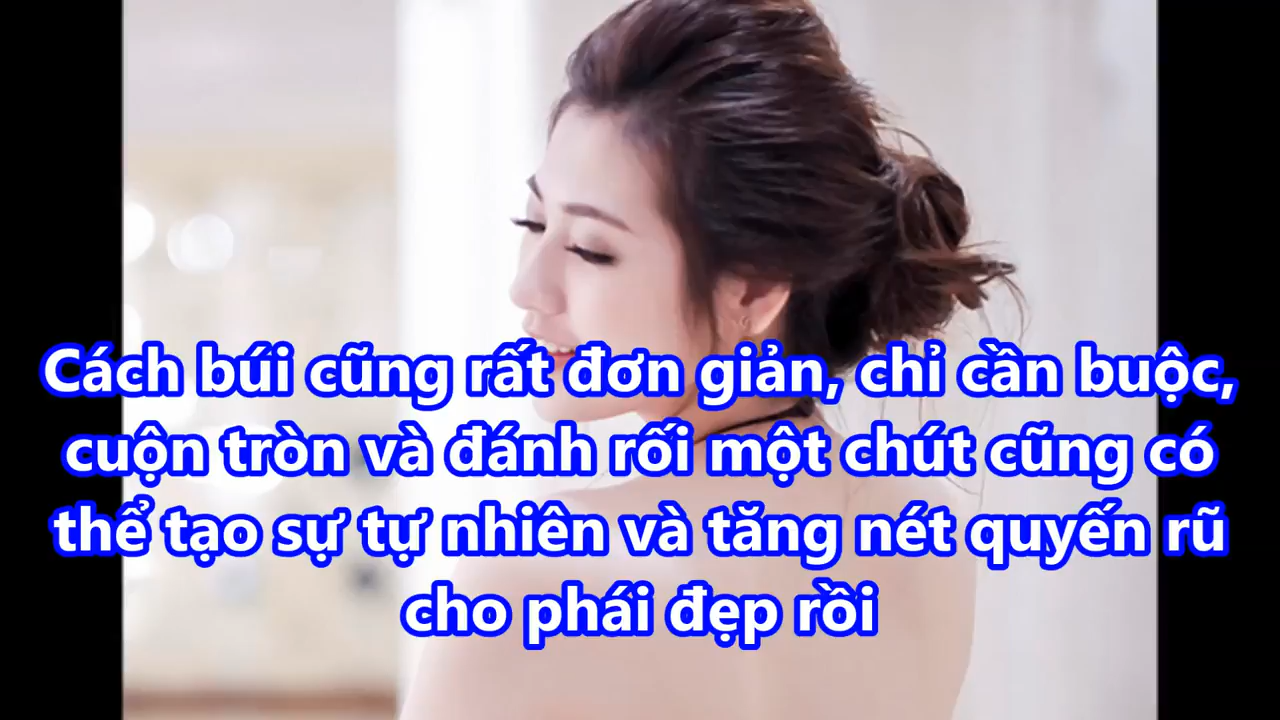 Cách búi cũng rất đơn giản, chỉ cần buộc,
cuộn tròn và đánh rối một chút cũng có
thể tạo sự tự nhiên và tăng nét quyến rũ
cho phái đẹp rồi